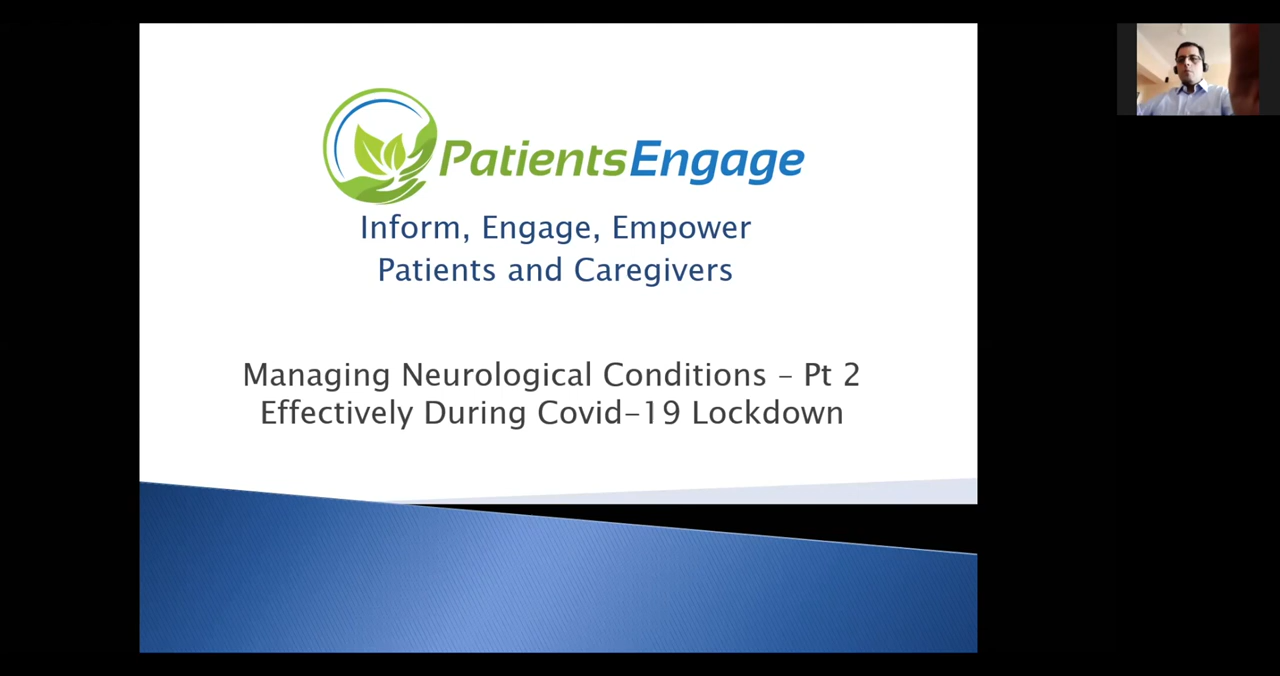 PatientsEngage
Inform, Engage, Empower
Patients and Caregivers
Managing Neurological Conditions – Pt 2
Effectively During Covid-19 Lockdown